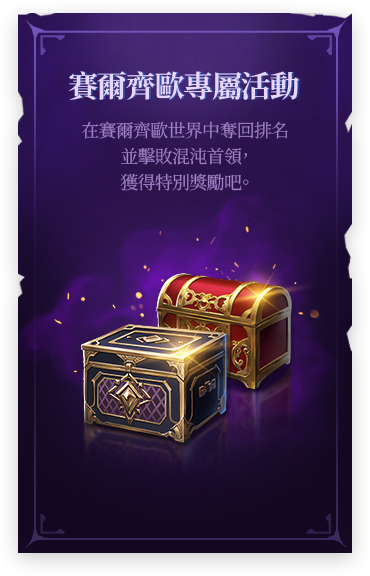 賽爾齊歐專屬活動
在賽爾齊歐世界中奪回排名
並擊敗混沌首領,
獲得特別獎勵吧。